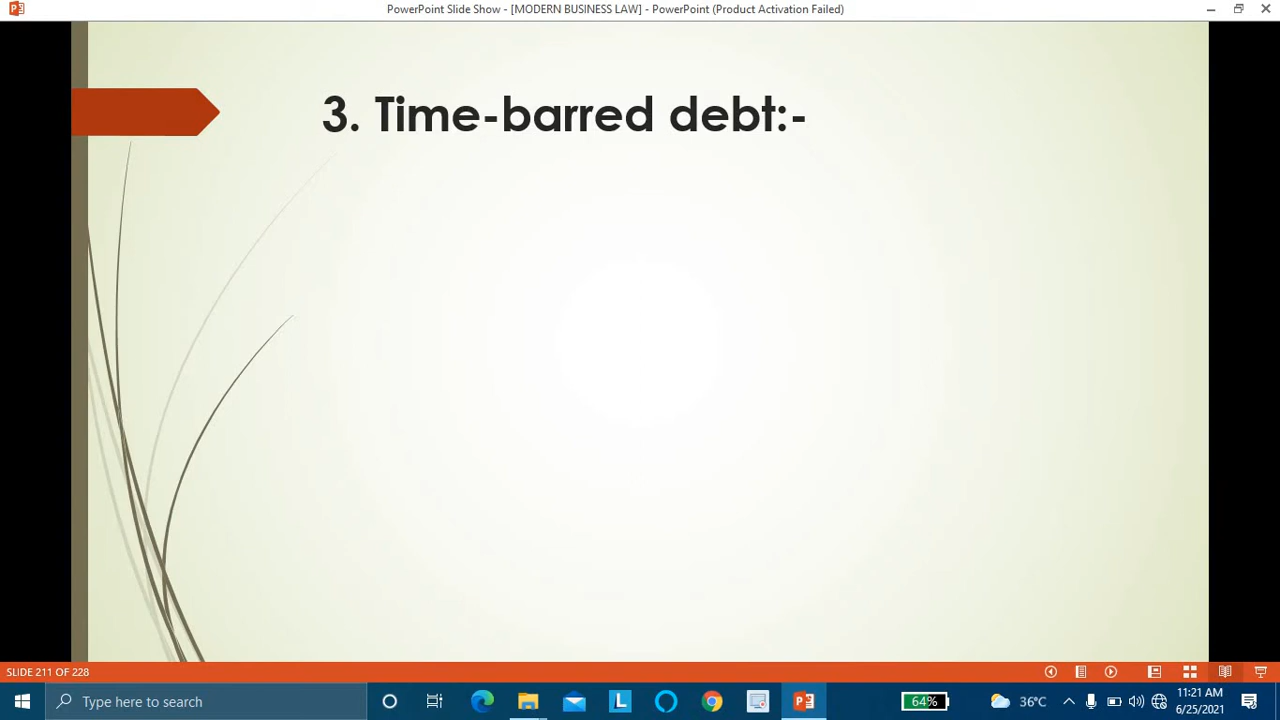 PowerPoint Slide Show - [MODERN BUSINESS LAW] - PowerPoint (Product Activation Failed)
3. Time-barred debt:-
SLIDE 211 OF 228
Type here to search
64%
36°C
11:21 AM
6/25/2021